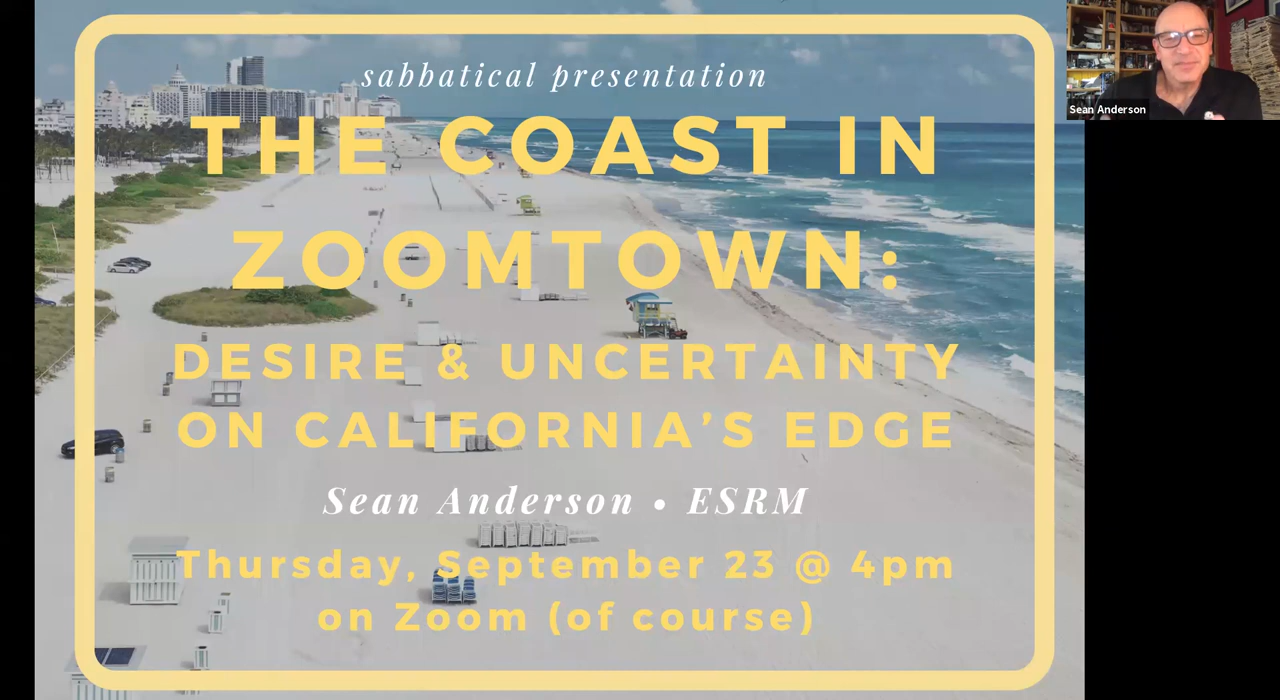 sabbatical presentation
THE COAST IN
ZOOMTOWN:
DESIRE & UNCERTAINTY
ON CALIFORNIA'S EDGE
Sean Anderson • ESRM
Thursday, September 23 @ 4pm
on Zoom (of course)
Sean Anderson